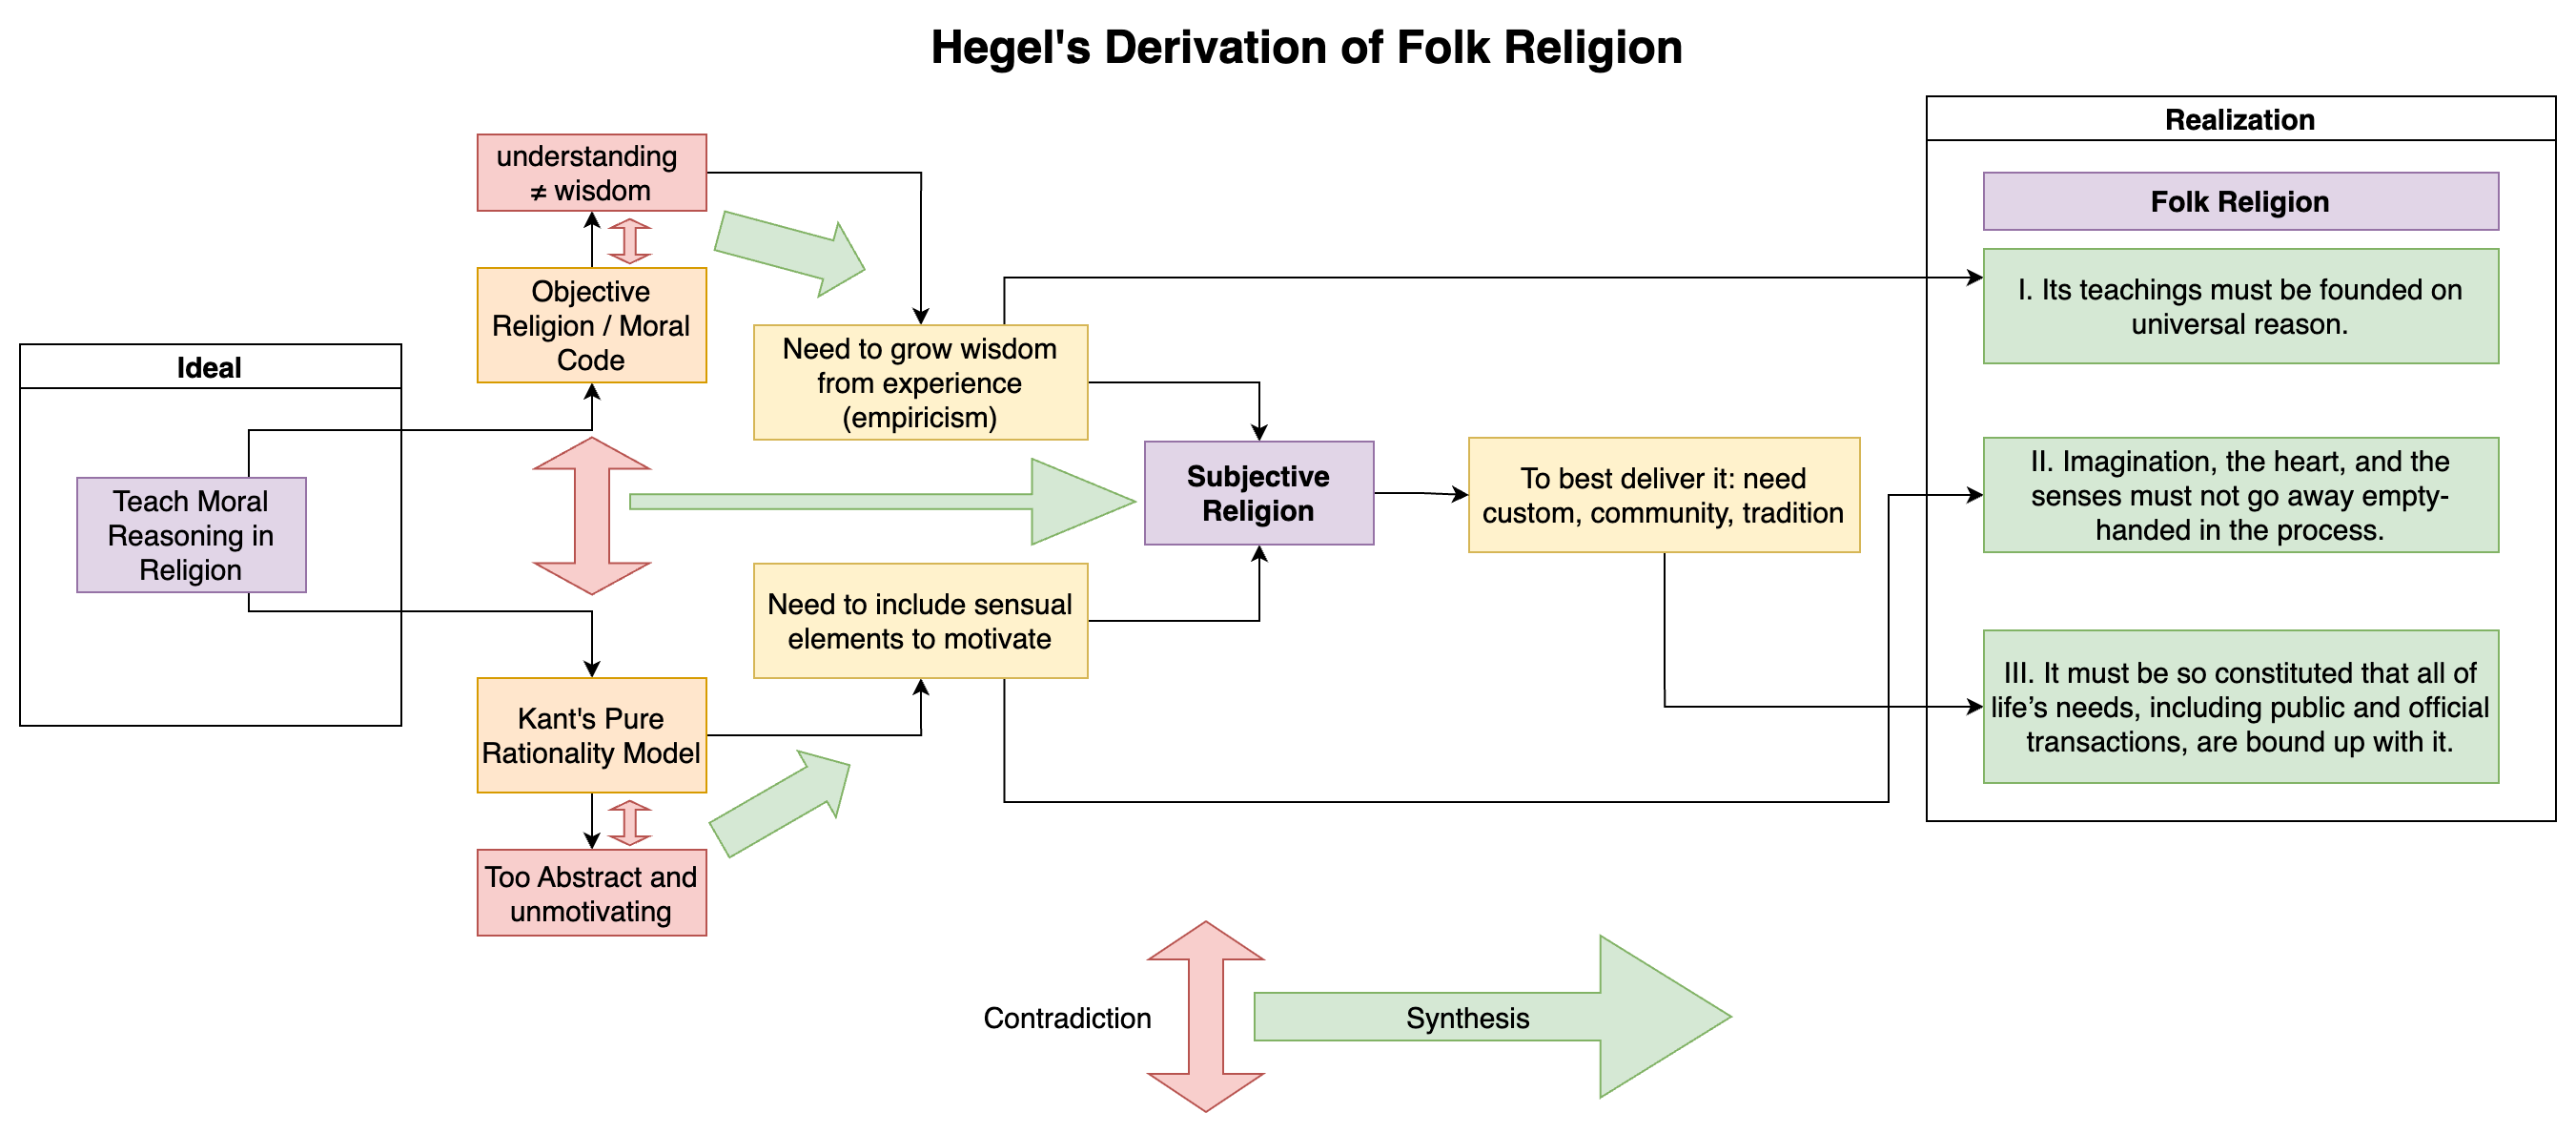 Hegel's Derivation of Folk Religion
Ideal
Teach Moral
Reasoning in
Religion
understanding
≠ wisdom
Objective
Religion / Moral
Code
Kant's Pure
Rationality Model
Too Abstract and
unmotivating
Need to grow wisdom
from experience
(empiricism)
Need to include sensual
elements to motivate
Subjective
Religion
To best deliver it: need
custom, community, tradition
Realization
Folk Religion
I. Its teachings must be founded on
universal reason.
II. Imagination, the heart, and the
senses must not go away empty-
handed in the process.
III. It must be so constituted that all of
life’s needs, including public and official
transactions, are bound up with it.
Contradiction
Synthesis